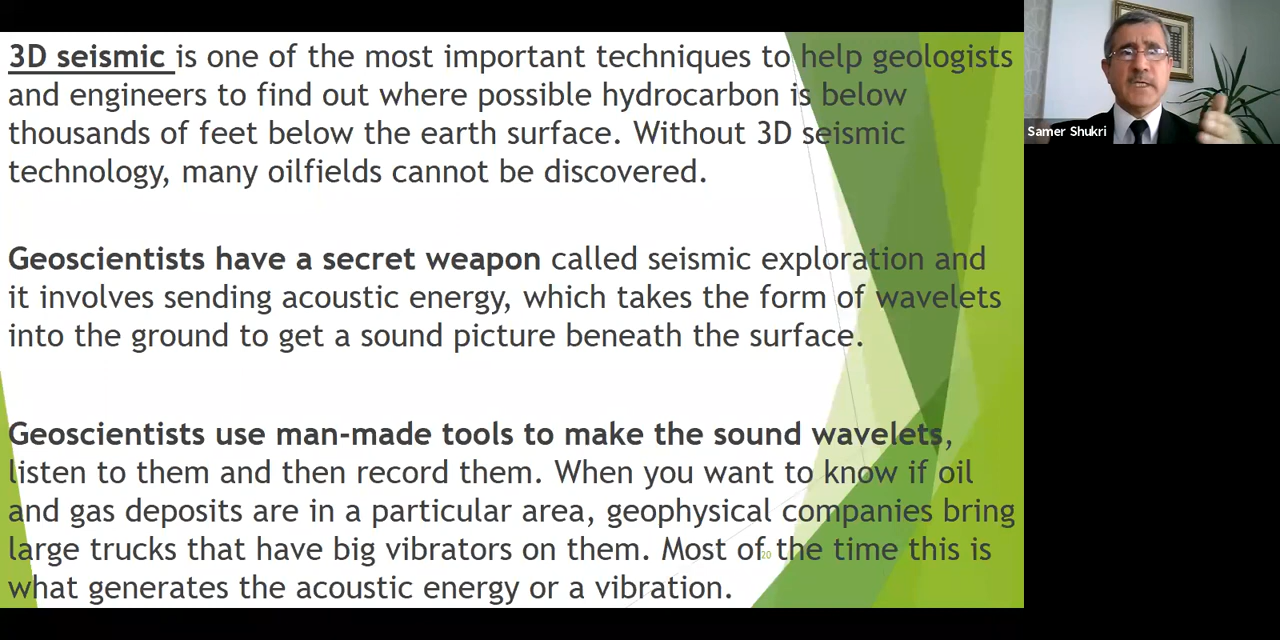 3D seismic is one of the most important techniques to help geologists
and engineers to find out where possible hydrocarbon is below
thousands of feet below the earth surface. Without 3D seismic
technology, many oilfields cannot be discovered.
Geoscientists have a secret weapon called seismic exploration and
it involves sending acoustic energy, which takes the form of wavelets
into the ground to get a sound picture beneath the surface.
Geoscientists use man-made tools to make the sound wavelets,
listen to them and then record them. When you want to know if oil
and gas deposits are in a particular area, geophysical companies bring
large trucks that have big vibrators on them. Most of the time this is
what generates the acoustic energy or a vibration.
20
Samer Shukri